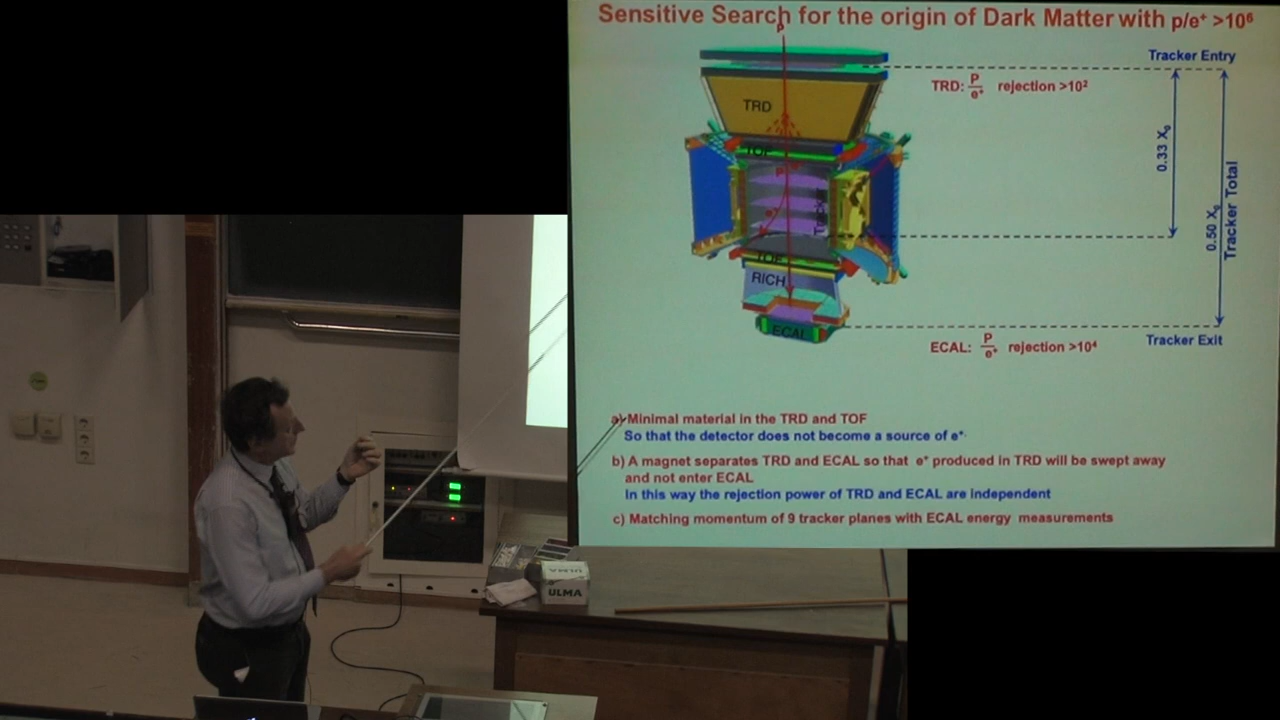 Sensitive Search for the origin of Dark Matter with p/e⁺ >10⁶
p
Tracker Entry
TRD: P/e⁺ rejection >10²
TRD
TOF
Tracker
0.33 X₀
0.50 X₀
Tracker Total
TOF
RICH
ECAL
ECAL: P/e⁺ rejection >10⁴
Tracker Exit
a) Minimal material in the TRD and TOF
So that the detector does not become a source of e⁺.
b) A magnet separates TRD and ECAL so that e⁺ produced in TRD will be swept away
and not enter ECAL
In this way the rejection power of TRD and ECAL are independent
c) Matching momentum of 9 tracker planes with ECAL energy measurements
ULMA
ULMA